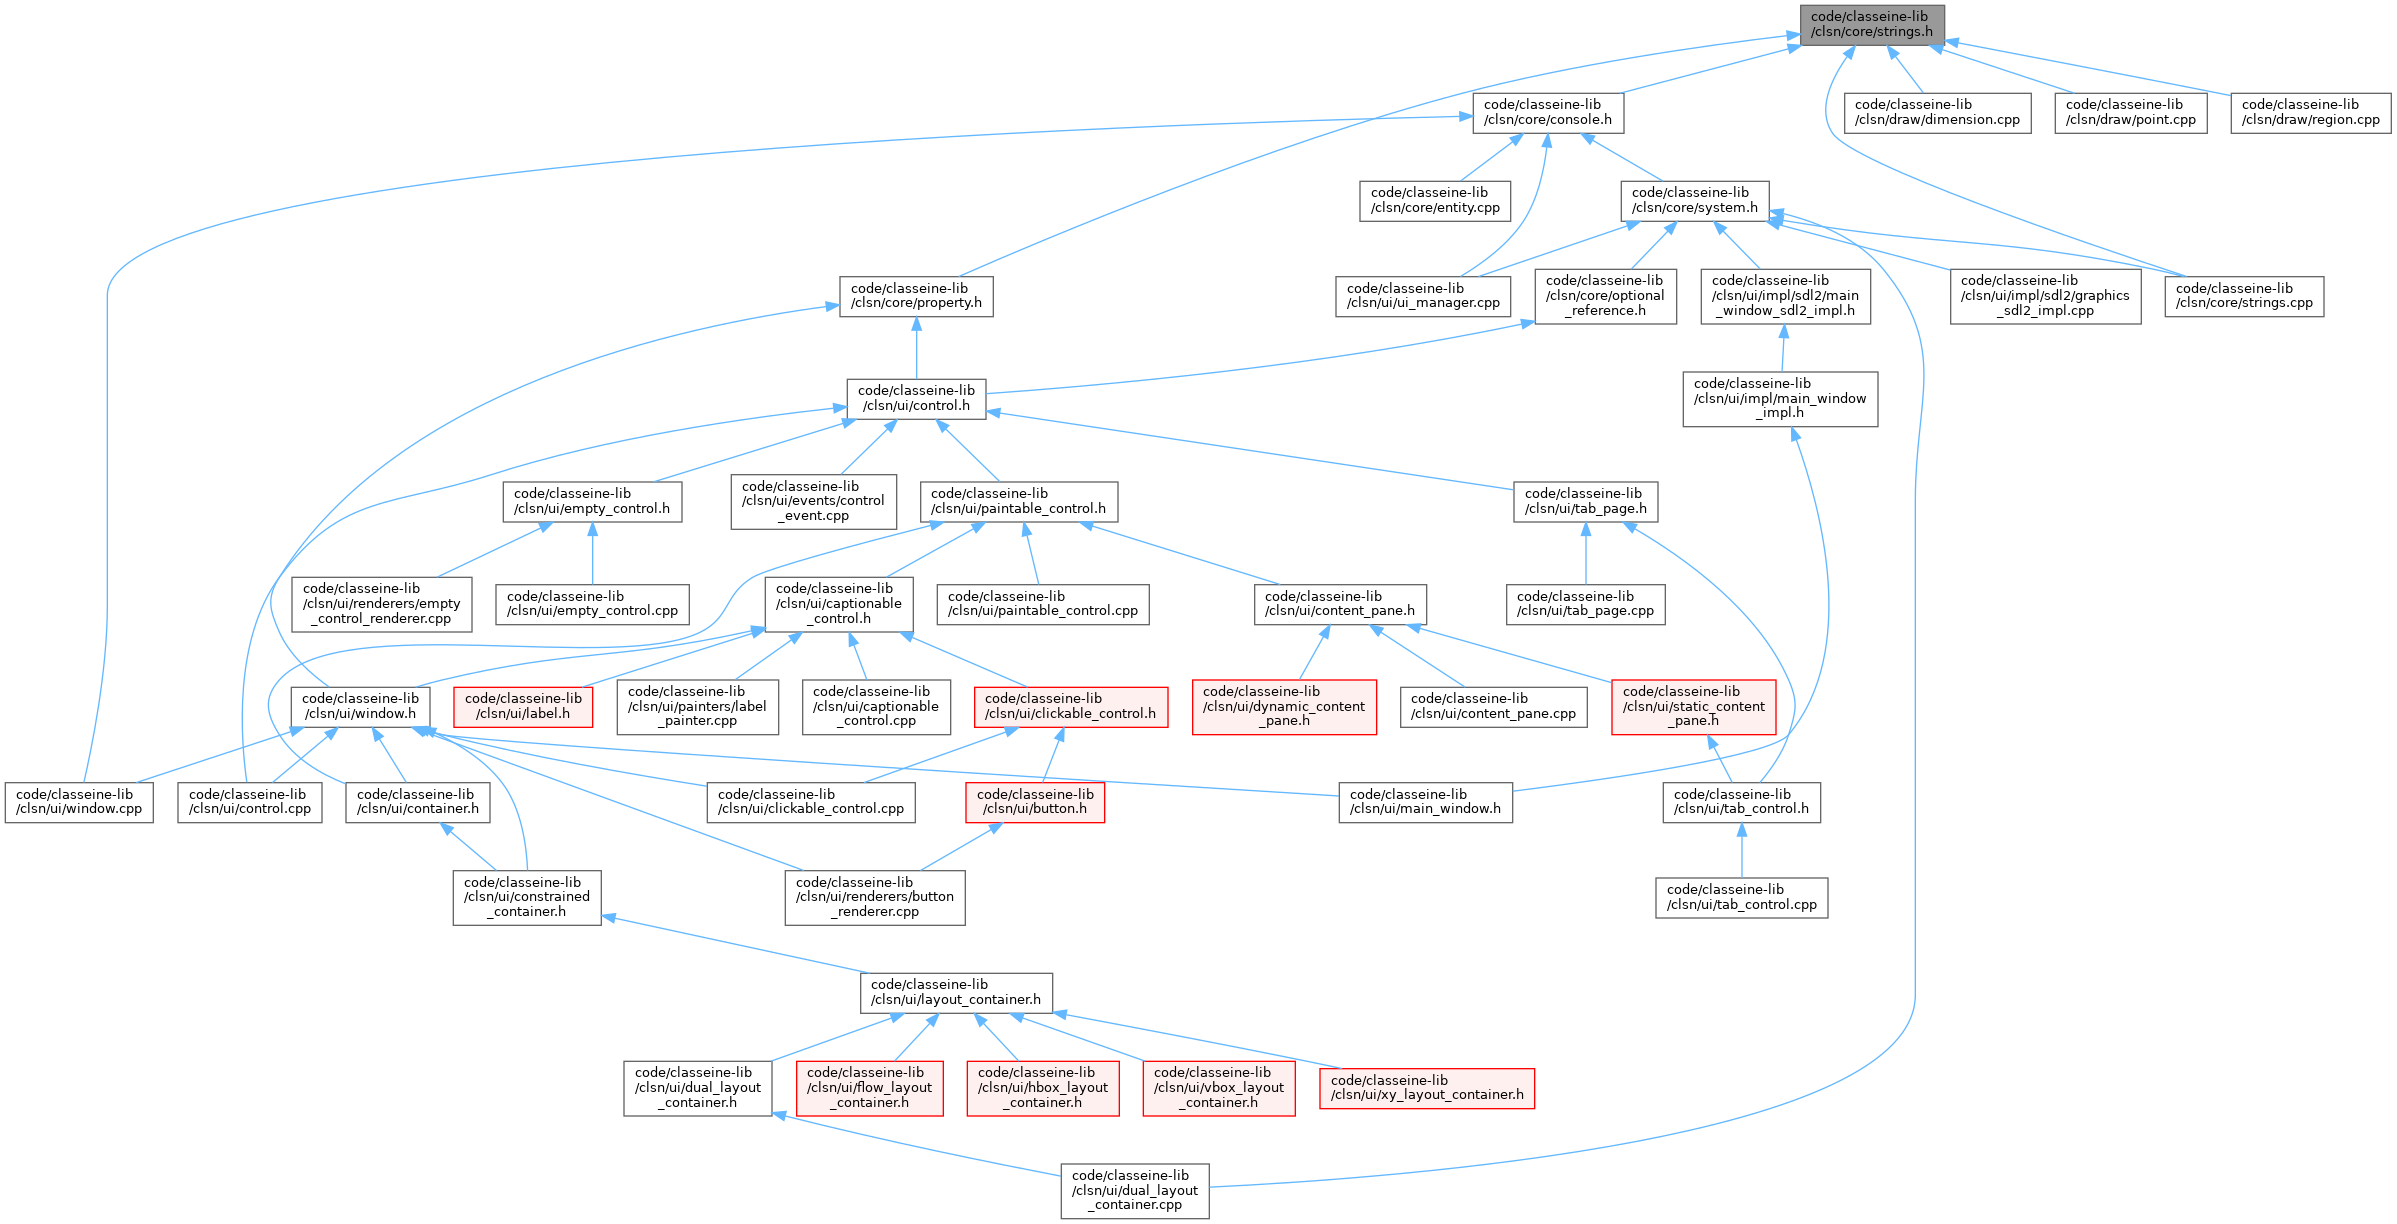 code/classeine-lib
/clsn/core/strings.h
code/classeine-lib
/clsn/core/console.h
code/classeine-lib
/clsn/draw/dimension.cpp
code/classeine-lib
/clsn/draw/point.cpp
code/classeine-lib
/clsn/draw/region.cpp
code/classeine-lib
/clsn/core/entity.cpp
code/classeine-lib
/clsn/core/system.h
code/classeine-lib
/clsn/core/property.h
code/classeine-lib
/clsn/ui/ui_manager.cpp
code/classeine-lib
/clsn/core/optional
_reference.h
code/classeine-lib
/clsn/ui/impl/sdl2/main
_window_sdl2_impl.h
code/classeine-lib
/clsn/ui/impl/sdl2/graphics
_sdl2_impl.cpp
code/classeine-lib
/clsn/core/strings.cpp
code/classeine-lib
/clsn/ui/control.h
code/classeine-lib
/clsn/ui/impl/main_window
_impl.h
code/classeine-lib
/clsn/ui/empty_control.h
code/classeine-lib
/clsn/ui/events/control
_event.cpp
code/classeine-lib
/clsn/ui/paintable_control.h
code/classeine-lib
/clsn/ui/tab_page.h
code/classeine-lib
/clsn/ui/renderers/empty
_control_renderer.cpp
code/classeine-lib
/clsn/ui/empty_control.cpp
code/classeine-lib
/clsn/ui/captionable
_control.h
code/classeine-lib
/clsn/ui/paintable_control.cpp
code/classeine-lib
/clsn/ui/content_pane.h
code/classeine-lib
/clsn/ui/tab_page.cpp
code/classeine-lib
/clsn/ui/window.h
code/classeine-lib
/clsn/ui/label.h
code/classeine-lib
/clsn/ui/painters/label
_painter.cpp
code/classeine-lib
/clsn/ui/captionable
_control.cpp
code/classeine-lib
/clsn/ui/clickable_control.h
code/classeine-lib
/clsn/ui/dynamic_content
_pane.h
code/classeine-lib
/clsn/ui/content_pane.cpp
code/classeine-lib
/clsn/ui/static_content
_pane.h
code/classeine-lib
/clsn/ui/window.cpp
code/classeine-lib
/clsn/ui/control.cpp
code/classeine-lib
/clsn/ui/container.h
code/classeine-lib
/clsn/ui/clickable_control.cpp
code/classeine-lib
/clsn/ui/button.h
code/classeine-lib
/clsn/ui/main_window.h
code/classeine-lib
/clsn/ui/tab_control.h
code/classeine-lib
/clsn/ui/constrained
_container.h
code/classeine-lib
/clsn/ui/renderers/button
_renderer.cpp
code/classeine-lib
/clsn/ui/tab_control.cpp
code/classeine-lib
/clsn/ui/layout_container.h
code/classeine-lib
/clsn/ui/dual_layout
_container.h
code/classeine-lib
/clsn/ui/flow_layout
_container.h
code/classeine-lib
/clsn/ui/hbox_layout
_container.h
code/classeine-lib
/clsn/ui/vbox_layout
_container.h
code/classeine-lib
/clsn/ui/xy_layout_container.h
code/classeine-lib
/clsn/ui/dual_layout
_container.cpp